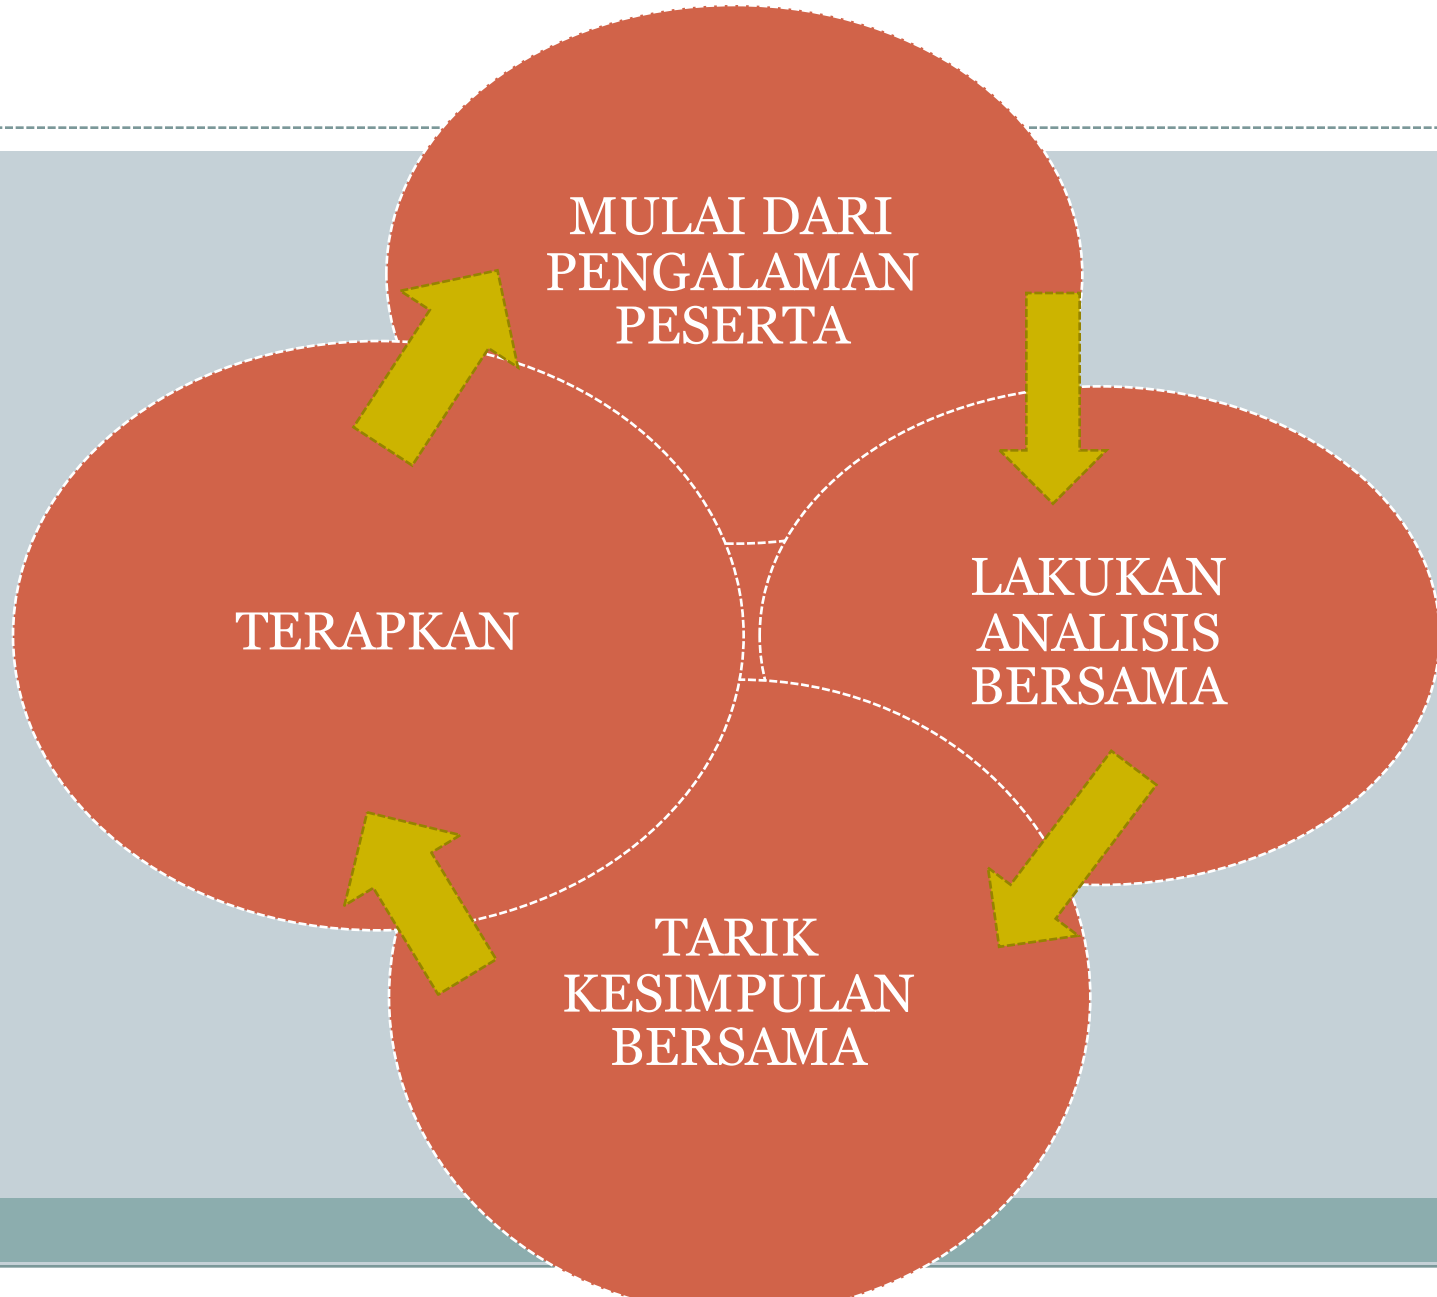 MULAI DARI
PENGALAMAN
PESERTA
LAKUKAN
ANALISIS
BERSAMA
TARIK
KESIMPULAN
BERSAMA
TERAPKAN